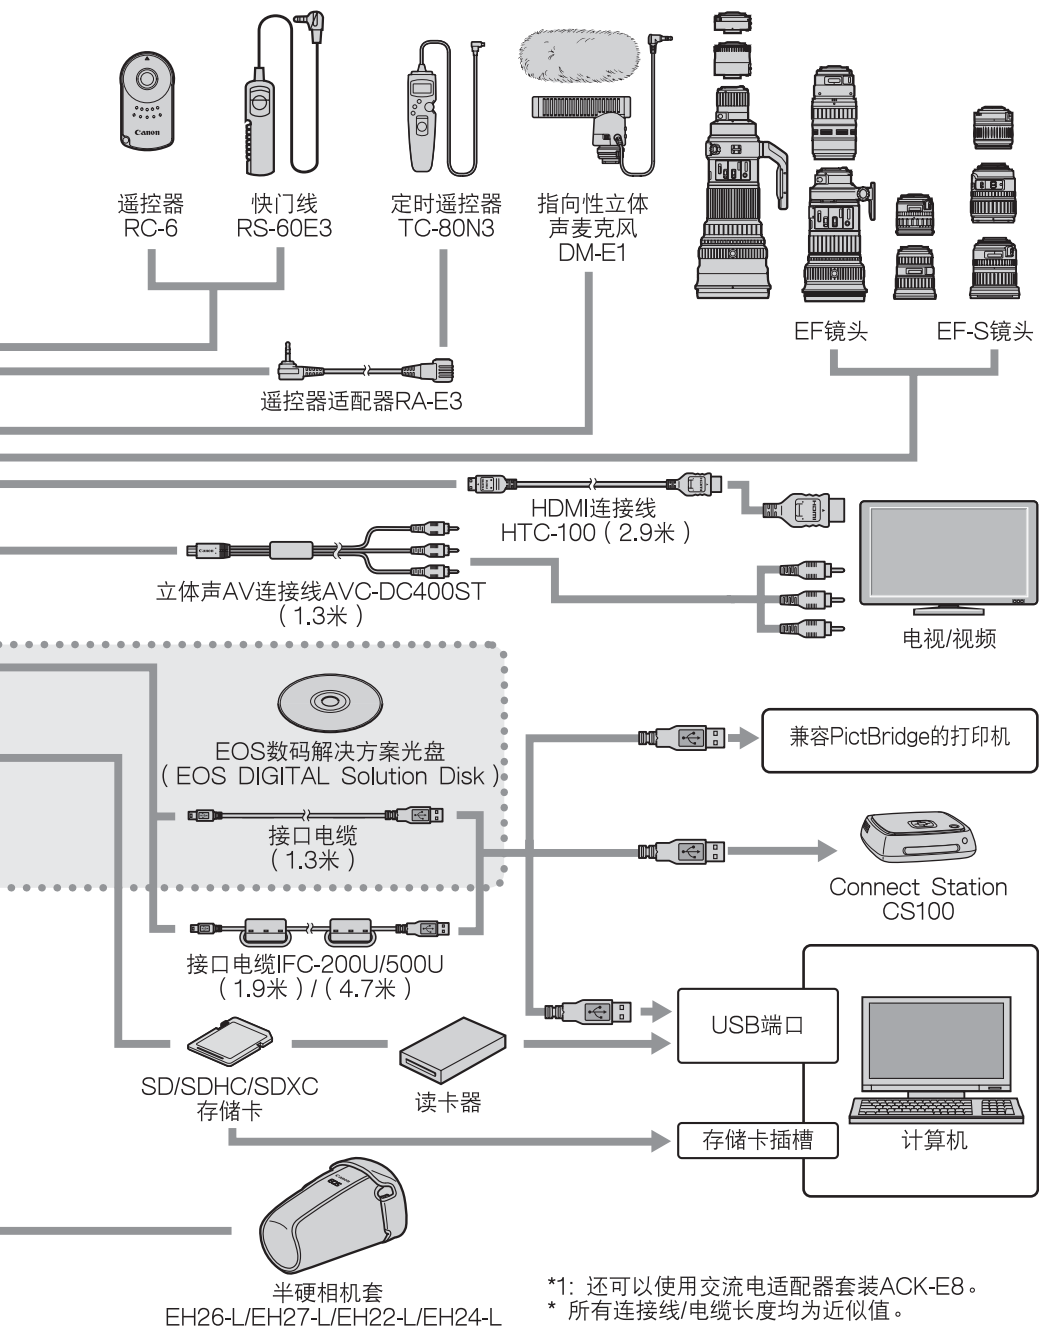 Canon
遥控器
RC-6
快门线
RS-60E3
定时遥控器
TC-80N3
指向性立体
声麦克风
DM-E1
EF镜头
EF-S镜头
遥控器适配器RA-E3
HDMI连接线
HTC-100（2.9米）
HDMI
Canon
立体声AV连接线AVC-DC400ST
（1.3米）
电视/视频
EOS数码解决方案光盘
（EOS DIGITAL Solution Disk）
兼容PictBridge的打印机
接口电缆
（1.3米）
Connect Station
CS100
接口电缆IFC-200U/500U
（1.9米）/（4.7米）
USB端口
SD/SDHC/SDXC
存储卡
读卡器
存储卡插槽
计算机
Canon
EOS
半硬相机套
EH26-L/EH27-L/EH22-L/EH24-L
*1: 还可以使用交流电适配器套装ACK-E8。
* 所有连接线/电缆长度均为近似值。